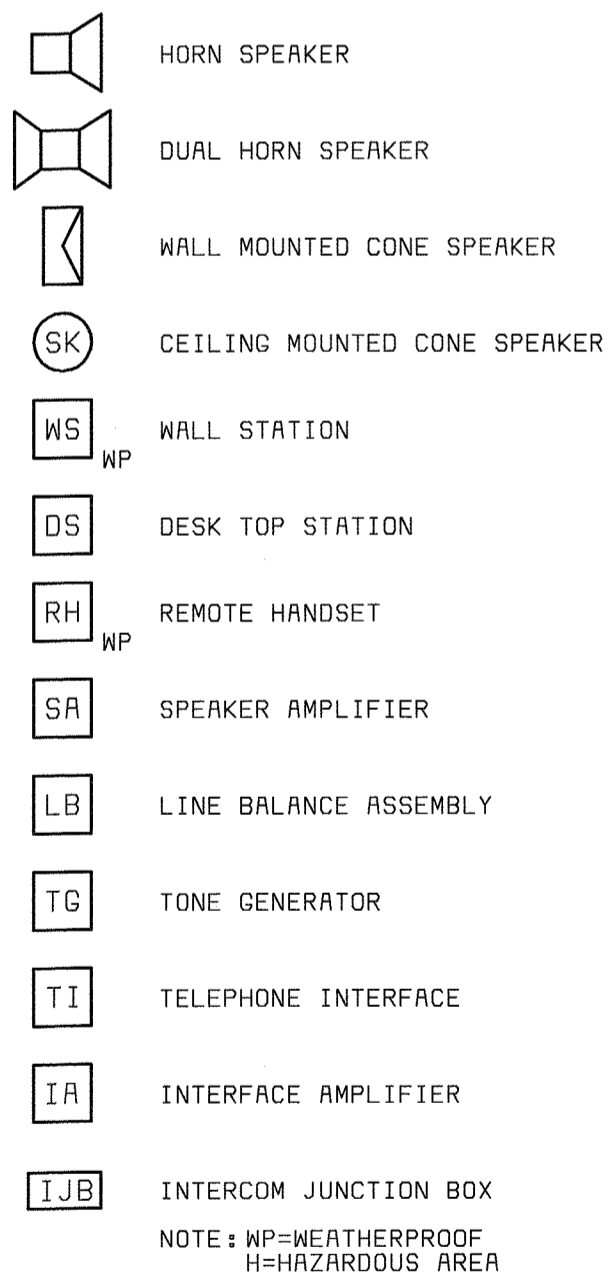 HORN SPEAKER
DUAL HORN SPEAKER
WALL MOUNTED CONE SPEAKER
SK CEILING MOUNTED CONE SPEAKER
WS WP WALL STATION
DS DESK TOP STATION
RH WP REMOTE HANDSET
SA SPEAKER AMPLIFIER
LB LINE BALANCE ASSEMBLY
TG TONE GENERATOR
TI TELEPHONE INTERFACE
IA INTERFACE AMPLIFIER
IJB INTERCOM JUNCTION BOX
NOTE: WP=WEATHERPROOF
H=HAZARDOUS AREA